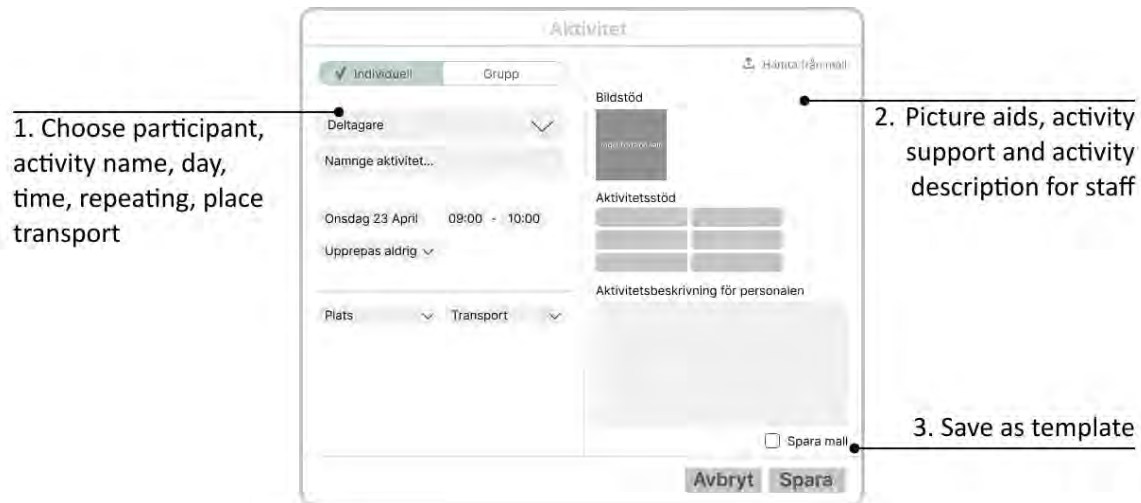 Aktivitet
Individuell
Grupp
Hämta från mall
1. Choose participant,
activity name, day,
time, repeating, place
transport
Deltagare
Namnge aktivitet...
Onsdag 23 April 09:00 - 10:00
Upprepas aldrig
Plats
Transport
Bildstöd
Aktivitetsstöd
Aktivitetsbeskrivning för personalen
2. Picture aids, activity
support and activity
description for staff
Spara mall
3. Save as template
Avbryt
Spara